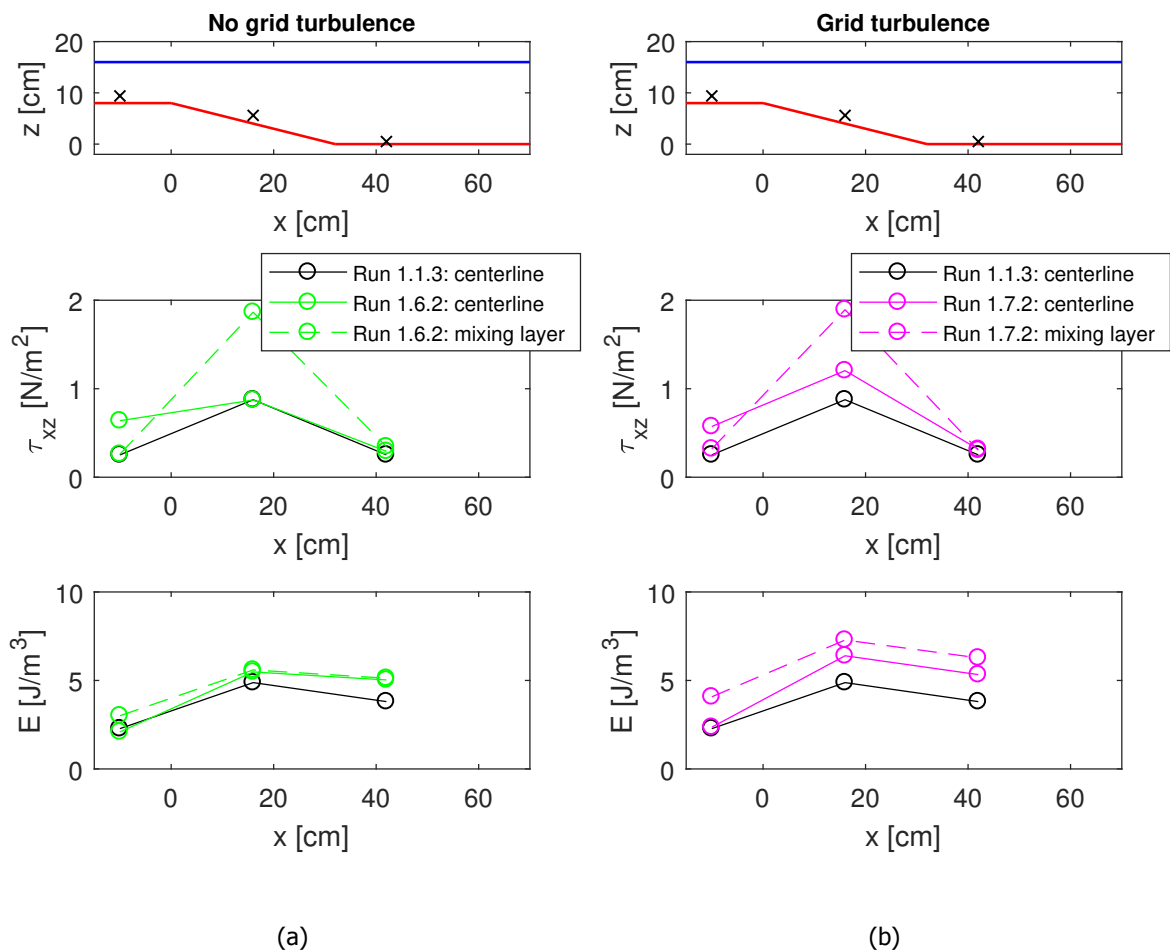 No grid turbulence
20
10
0
z [cm]
0 20 40 60
x [cm]
Run 1.1.3: centerline
Run 1.6.2: centerline
Run 1.6.2: mixing layer
2
1
0
τxz [N/m2]
0 20 40 60
x [cm]
10
5
0
E [J/m3]
0 20 40 60
x [cm]
(a)
Grid turbulence
20
10
0
z [cm]
0 20 40 60
x [cm]
Run 1.1.3: centerline
Run 1.7.2: centerline
Run 1.7.2: mixing layer
2
1
0
τxz [N/m2]
0 20 40 60
x [cm]
10
5
0
E [J/m3]
0 20 40 60
x [cm]
(b)